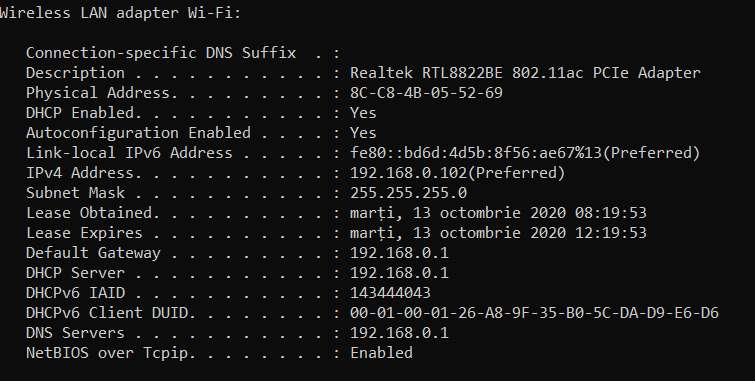 Wireless LAN adapter Wi-Fi:
Connection-specific DNS Suffix  . :
Description . . . . . . . . . . . : Realtek RTL8822BE 802.11ac PCIe Adapter
Physical Address. . . . . . . . . : 8C-C8-4B-05-52-69
DHCP Enabled. . . . . . . . . . . : Yes
Autoconfiguration Enabled . . . . : Yes
Link-local IPv6 Address . . . . . : fe80::bd6d:4d5b:8f56:ae67%13(Preferred)
IPv4 Address. . . . . . . . . . . : 192.168.0.102(Preferred)
Subnet Mask . . . . . . . . . . . : 255.255.255.0
Lease Obtained. . . . . . . . . . : marți, 13 octombrie 2020 08:19:53
Lease Expires . . . . . . . . . . : marți, 13 octombrie 2020 12:19:53
Default Gateway . . . . . . . . . : 192.168.0.1
DHCP Server . . . . . . . . . . . : 192.168.0.1
DHCPv6 IAID . . . . . . . . . . . : 143444043
DHCPv6 Client DUID. . . . . . . . : 00-01-00-01-26-A8-9F-35-B0-5C-DA-D9-E6-D6
DNS Servers . . . . . . . . . . . : 192.168.0.1
NetBIOS over Tcpip. . . . . . . . : Enabled